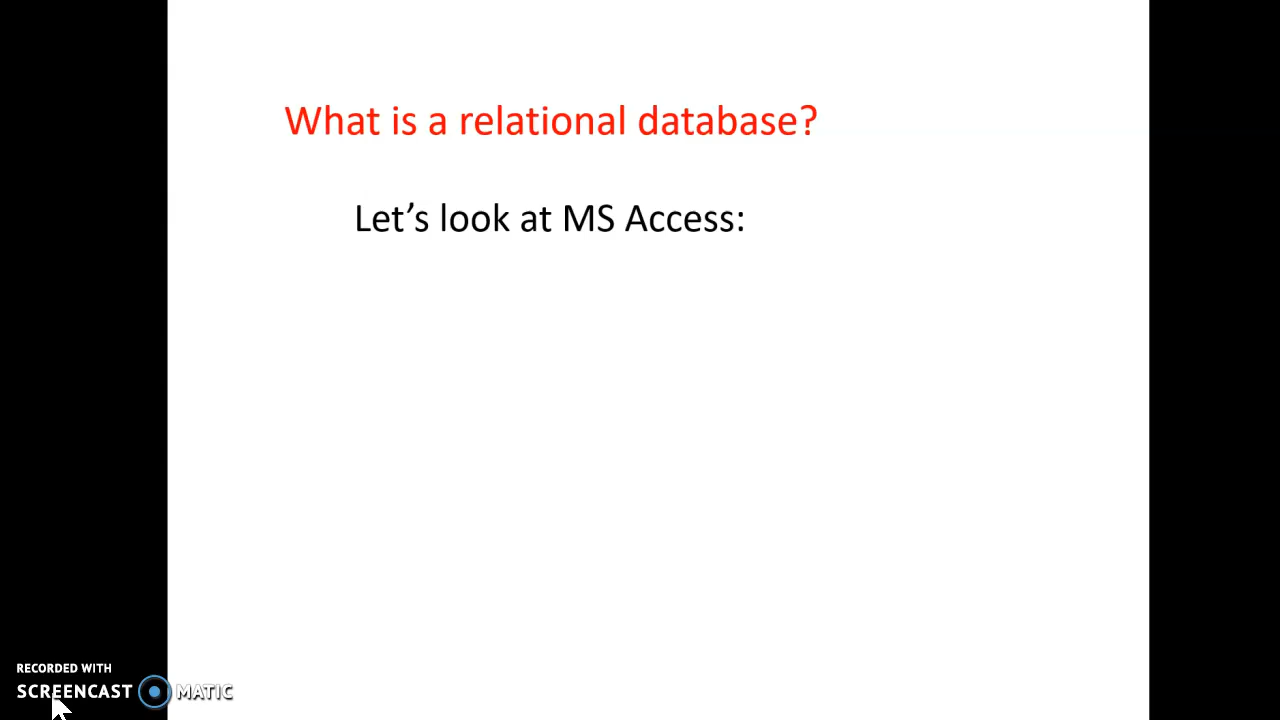 What is a relational database?
Let’s look at MS Access:
RECORDED WITH
SCREENCAST MATIC